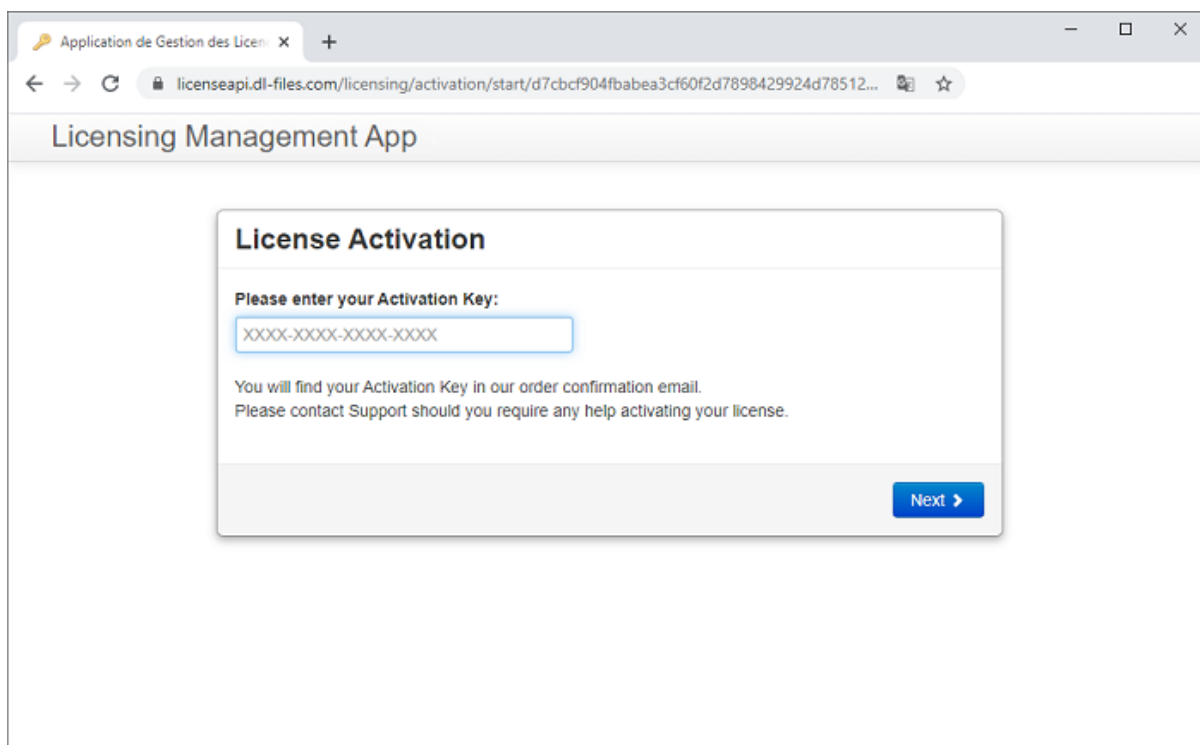 Application de Gestion des Licen
licenseapi.dl-files.com/licensing/activation/start/d7cbcf904fbabea3cf60f2d7898429924d78512...
Licensing Management App
License Activation
Please enter your Activation Key:
XXXX-XXXX-XXXX-XXXX
You will find your Activation Key in our order confirmation email.
Please contact Support should you require any help activating your license.
Next